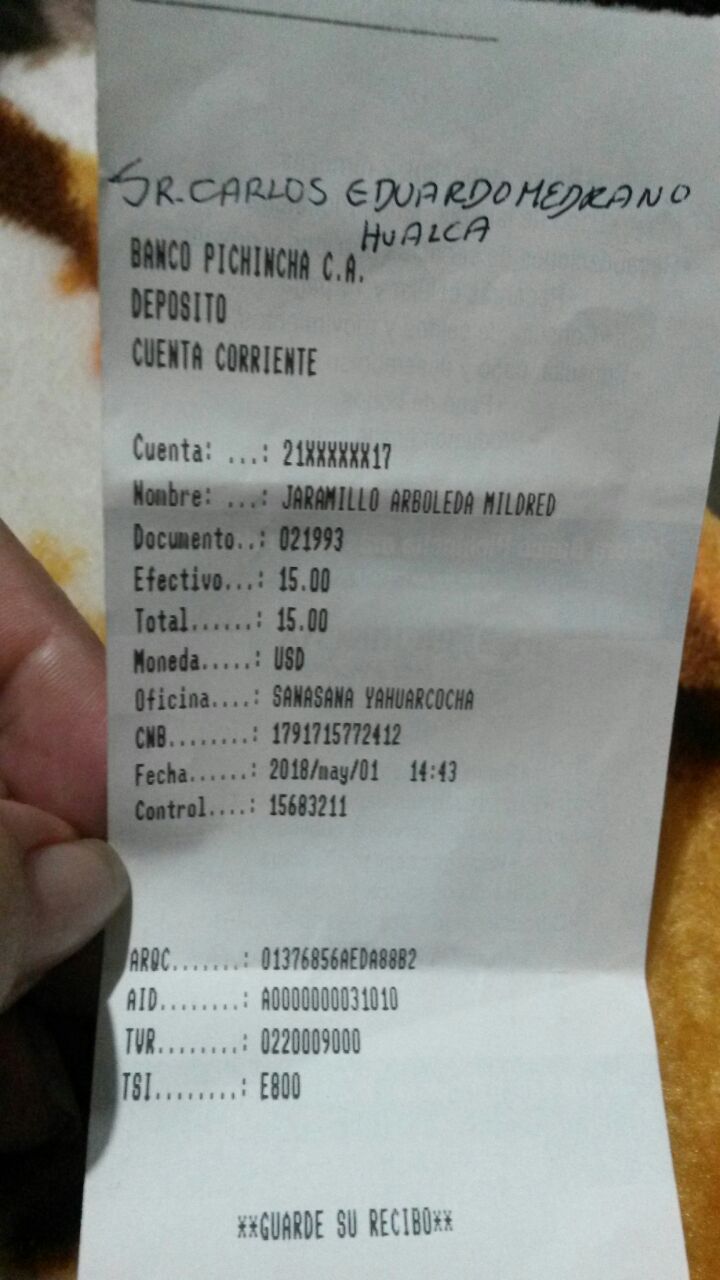 SR. CARLOS EDUARDO MEDRANO
HUALCA
BANCO PICHINCHA C.A.
DEPOSITO
CUENTA CORRIENTE
Cuenta: ...: 21XXXXXX17
Nombre: ...: JARAMILLO ARBOLEDA MILDRED
Documento..: 021993
Efectivo...: 15.00
Total......: 15.00
Moneda.....: USD
Oficina....: SANASANA YAHUARCOCHA
CNB........: 1791715772412
Fecha......: 2018/may/01 14:43
Control....: 15683211
ARQC.......: 01376856AEDA88B2
AID........: A0000000031010
TVR........: 0220009000
TSI........: E800
**GUARDE SU RECIBO**